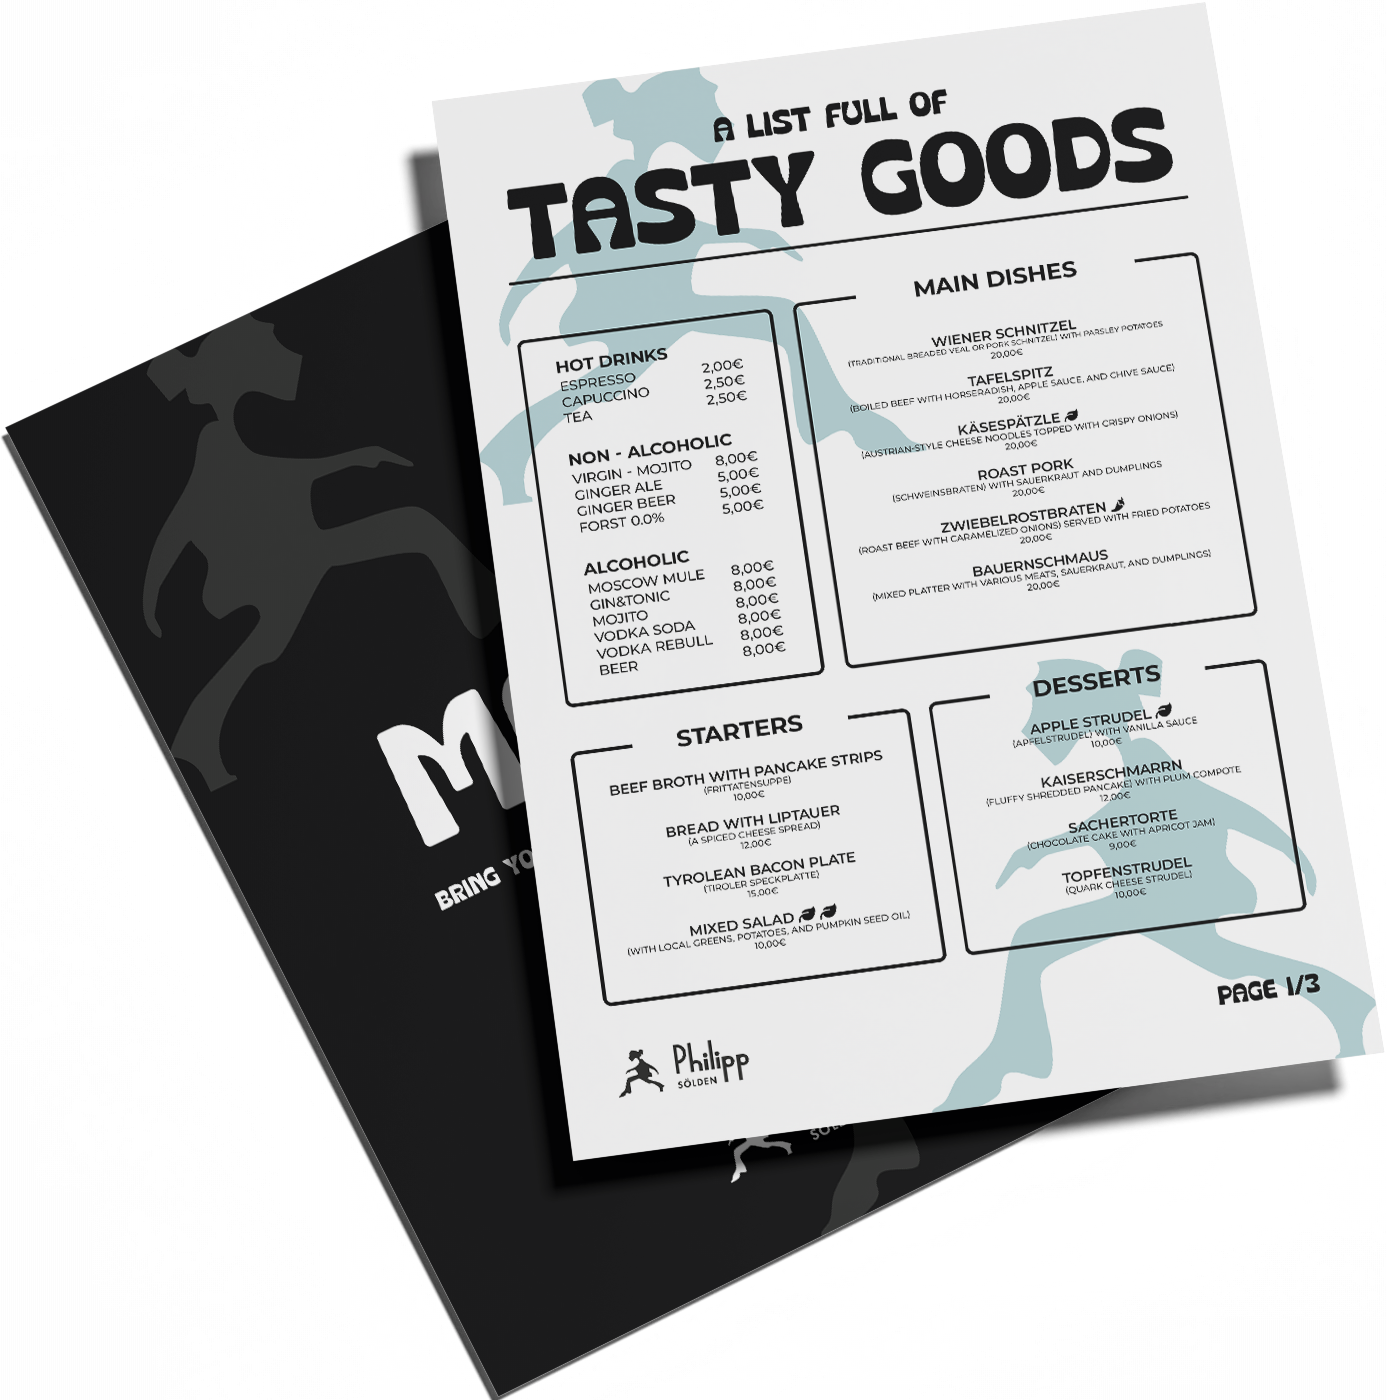 A LIST FULL OF
TASTY GOODS
HOT DRINKS
ESPRESSO 2,00€
CAPUCCINO 2,50€
TEA 2,50€
NON - ALCOHOLIC
VIRGIN - MOJITO 8,00€
GINGER ALE 5,00€
GINGER BEER 5,00€
FORST 0.0% 5,00€
ALCOHOLIC
MOSCOW MULE 8,00€
GIN&TONIC 8,00€
MOJITO 8,00€
VODKA SODA 8,00€
VODKA REBULL 8,00€
BEER 8,00€
MAIN DISHES
WIENER SCHNITZEL
(TRADITIONAL BREADED VEAL OR PORK SCHNITZEL) WITH PARSLEY POTATOES
20,00€
TAFELSPITZ
(BOILED BEEF WITH HORSERADISH, APPLE SAUCE, AND CHIVE SAUCE)
20,00€
KÄSESPÄTZLE
(AUSTRIAN-STYLE CHEESE NOODLES TOPPED WITH CRISPY ONIONS)
20,00€
ROAST PORK
(SCHWEINSBRATEN) WITH SAUERKRAUT AND DUMPLINGS
20,00€
ZWIEBELROSTBRATEN
(ROAST BEEF WITH CARAMELIZED ONIONS) SERVED WITH FRIED POTATOES
20,00€
BAUERNSCHMAUS
(MIXED PLATTER WITH VARIOUS MEATS, SAUERKRAUT, AND DUMPLINGS)
20,00€
STARTERS
BEEF BROTH WITH PANCAKE STRIPS
(FRITTATENSUPPE)
10,00€
BREAD WITH LIPTAUER
(A SPICED CHEESE SPREAD)
12,00€
TYROLEAN BACON PLATE
(TIROLER SPECKPLATTE)
15,00€
MIXED SALAD
(WITH LOCAL GREENS, POTATOES, AND PUMPKIN SEED OIL)
10,00€
DESSERTS
APPLE STRUDEL
(APFELSTRUDEL) WITH VANILLA SAUCE
10,00€
KAISERSCHMARRN
(FLUFFY SHREDDED PANCAKE) WITH PLUM COMPOTE
12,00€
SACHERTORTE
(CHOCOLATE CAKE WITH APRICOT JAM)
9,00€
TOPFENSTRUDEL
(QUARK CHEESE STRUDEL)
10,00€
PAGE 1/3
Philipp
SÖLDEN
BRING